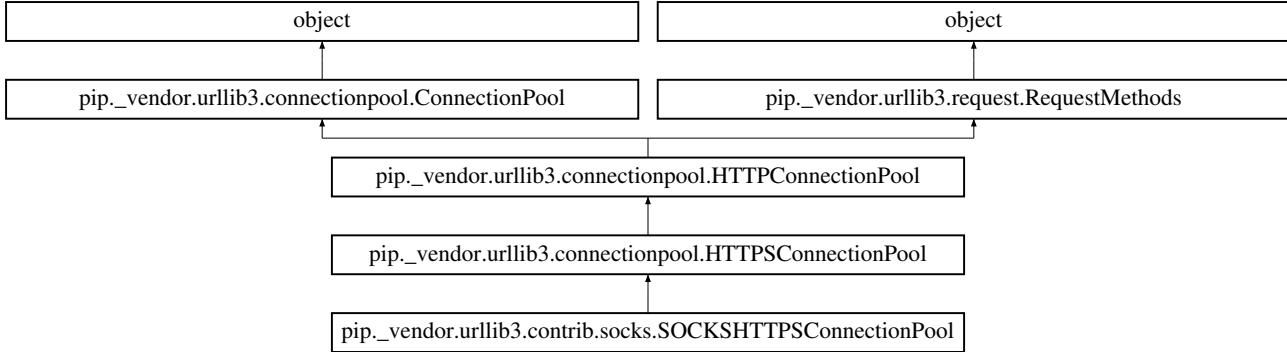 object
object
pip._vendor.urllib3.connectionpool.ConnectionPool
pip._vendor.urllib3.request.RequestMethods
pip._vendor.urllib3.connectionpool.HTTPConnectionPool
pip._vendor.urllib3.connectionpool.HTTPSConnectionPool
pip._vendor.urllib3.contrib.socks.SOCKSHTTPSConnectionPool